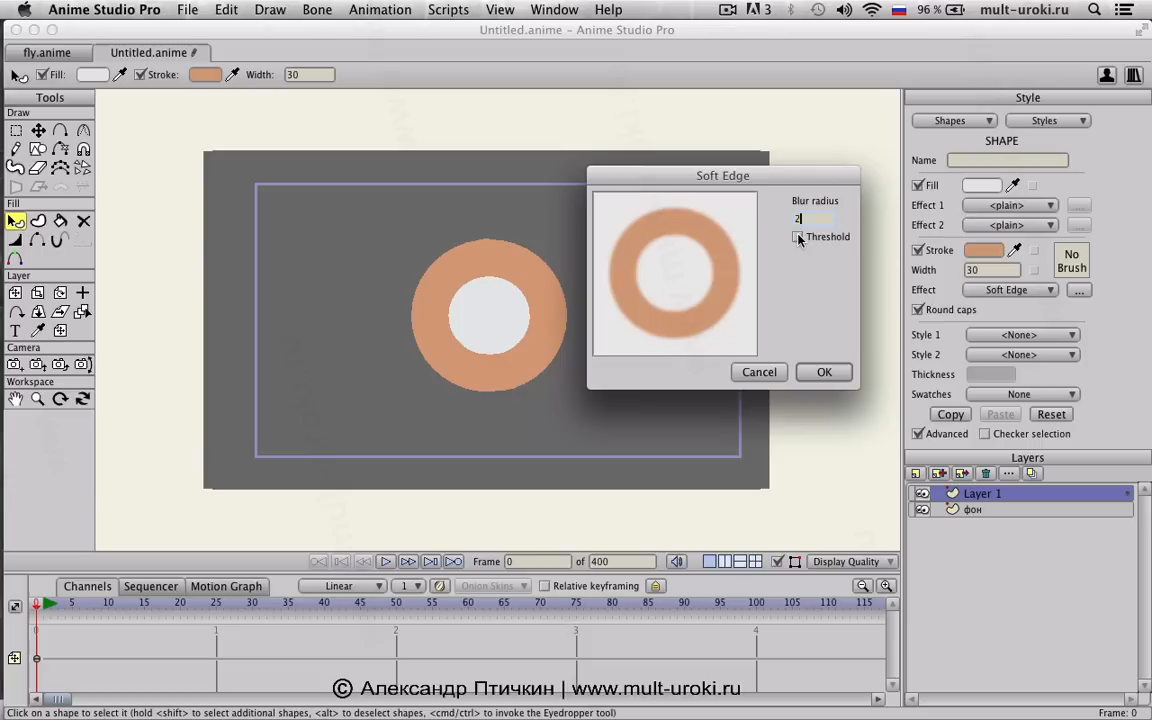 Anime Studio Pro File Edit Draw Bone Animation Scripts View Window Help 3 96 % mult-uroki.ru
Untitled.anime – Anime Studio Pro
fly.anime Untitled.anime
Fill: Stroke: Width: 30
Tools
Draw
Fill
Layer
T
Camera
Workspace
Soft Edge
Blur radius
2
Threshold
Cancel OK
Style
Shapes Styles
SHAPE
Name
Fill
Effect 1 <plain> ...
Effect 2 <plain> ...
Stroke
No Brush
Width 30
Effect Soft Edge ...
Round caps
Style 1 <None>
Style 2 <None>
Thickness
Swatches None
Copy Paste Reset
Advanced Checker selection
Layers
Layer 1
фон
Frame 0 of 400 Display Quality
Channels Sequencer Motion Graph Linear 1 Onion Skins Relative keyframing
0 5 10 15 20 25 30 35 40 45 50 55 60 65 70 75 80 85 90 95 100 105 110 115
0 1 2 3 4
© Александр Птичкин | www.mult-uroki.ru
Click on a shape to select it (hold <shift> to select additional shapes, <alt> to deselect shapes, <cmd/ctrl> to invoke the Eyedropper tool) Frame: 0